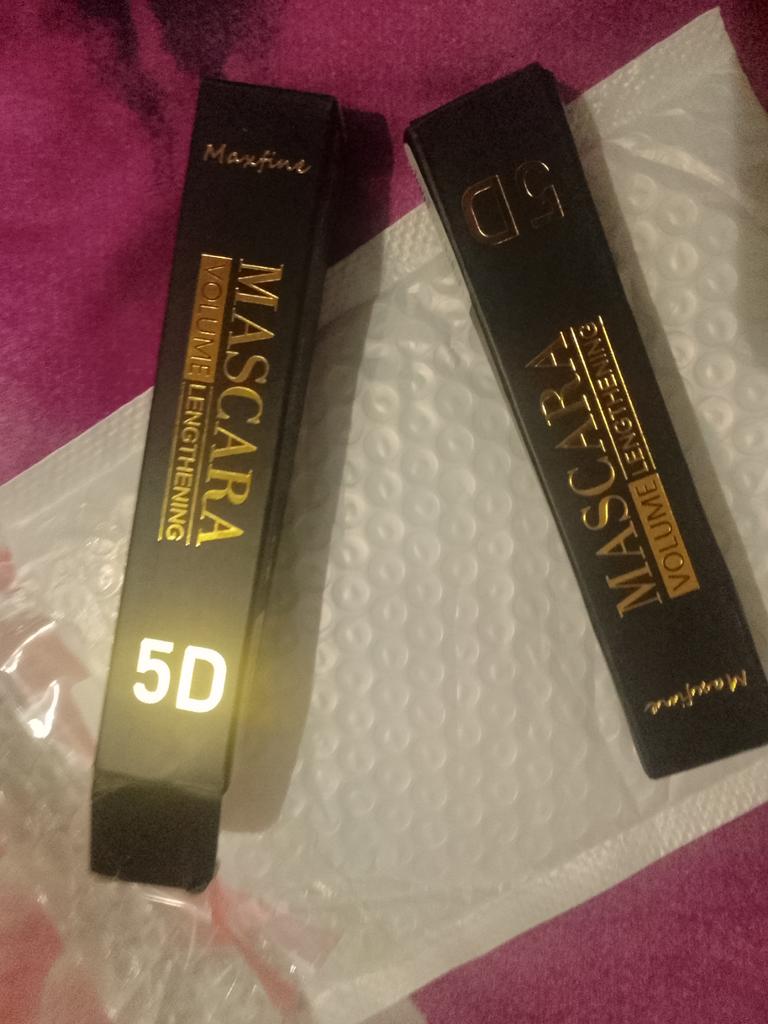 Maxfine
MASCARA
VOLUME LENGTHENING
5D
5D
MASCARA
VOLUME LENGTHENING
Maxfine